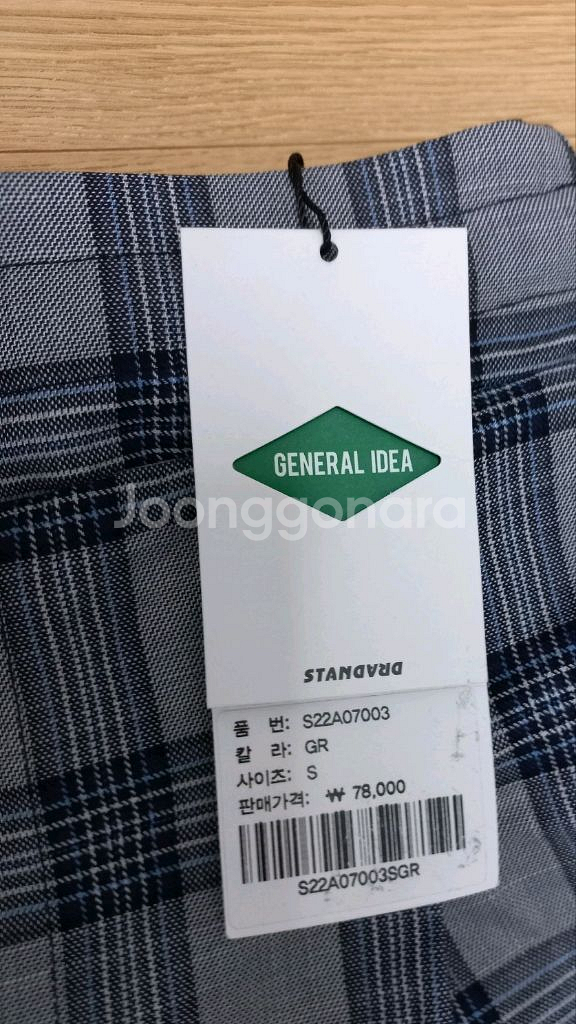 GENERAL IDEA
Joonggonara
STANDARD
품 번: S22A07003
칼 라: GR
사이즈: S
판매가격: ₩ 78,000
S22A07003SGR